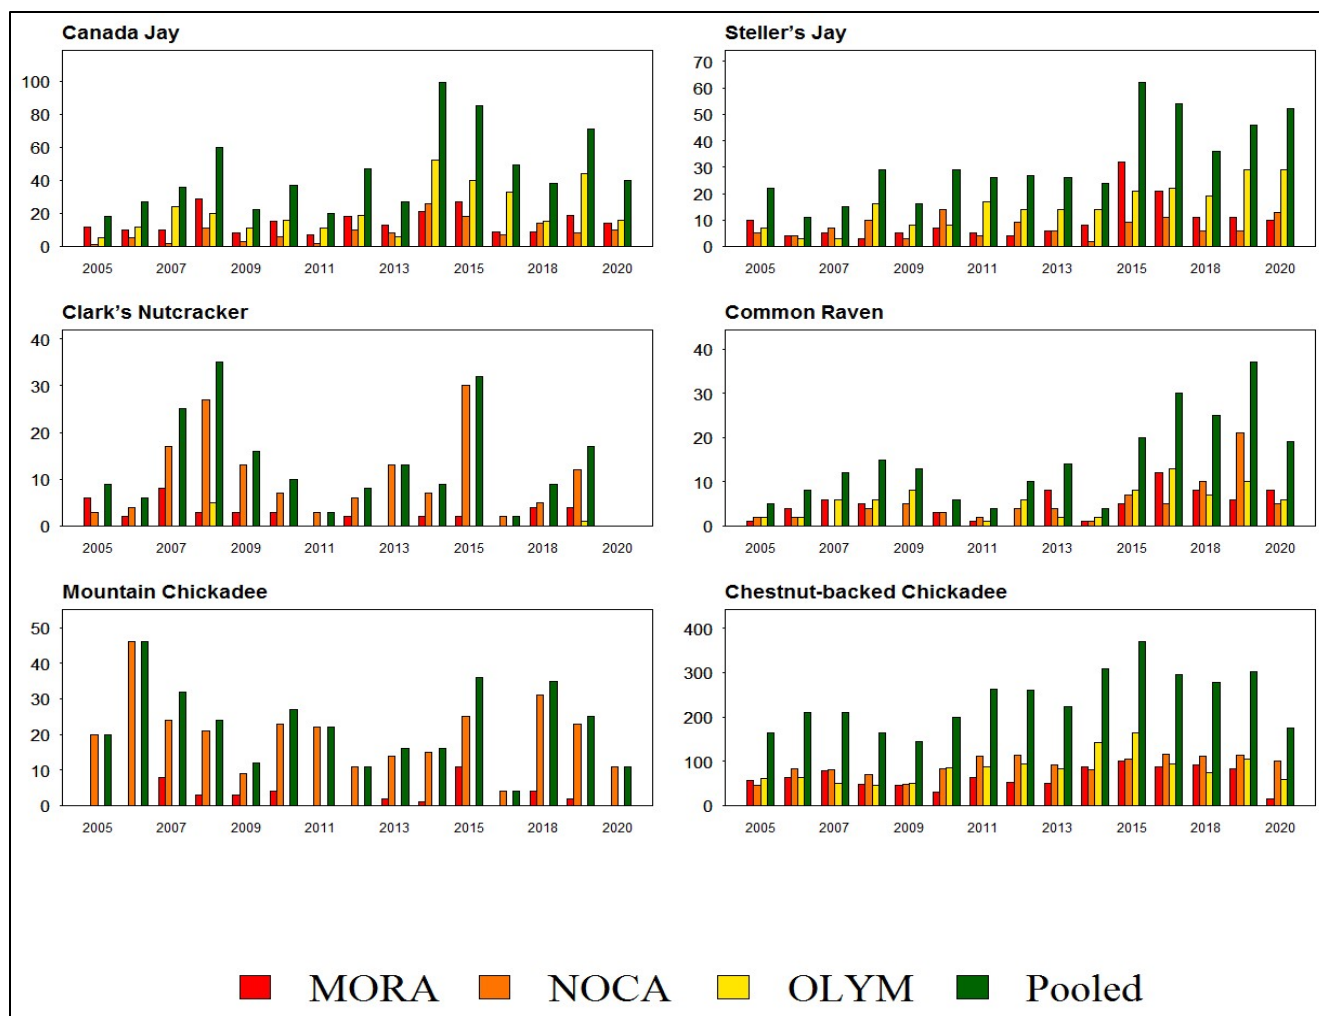 Canada Jay
100
80
60
40
20
0
2005 2007 2009 2011 2013 2015 2018 2020
Steller's Jay
70
60
50
40
30
20
10
0
2005 2007 2009 2011 2013 2015 2018 2020
Clark's Nutcracker
40
30
20
10
0
2005 2007 2009 2011 2013 2015 2018 2020
Common Raven
40
30
20
10
0
2005 2007 2009 2011 2013 2015 2018 2020
Mountain Chickadee
50
40
30
20
10
0
2005 2007 2009 2011 2013 2015 2018 2020
Chestnut-backed Chickadee
400
300
200
100
0
2005 2007 2009 2011 2013 2015 2018 2020
MORA NOCA OLYM Pooled